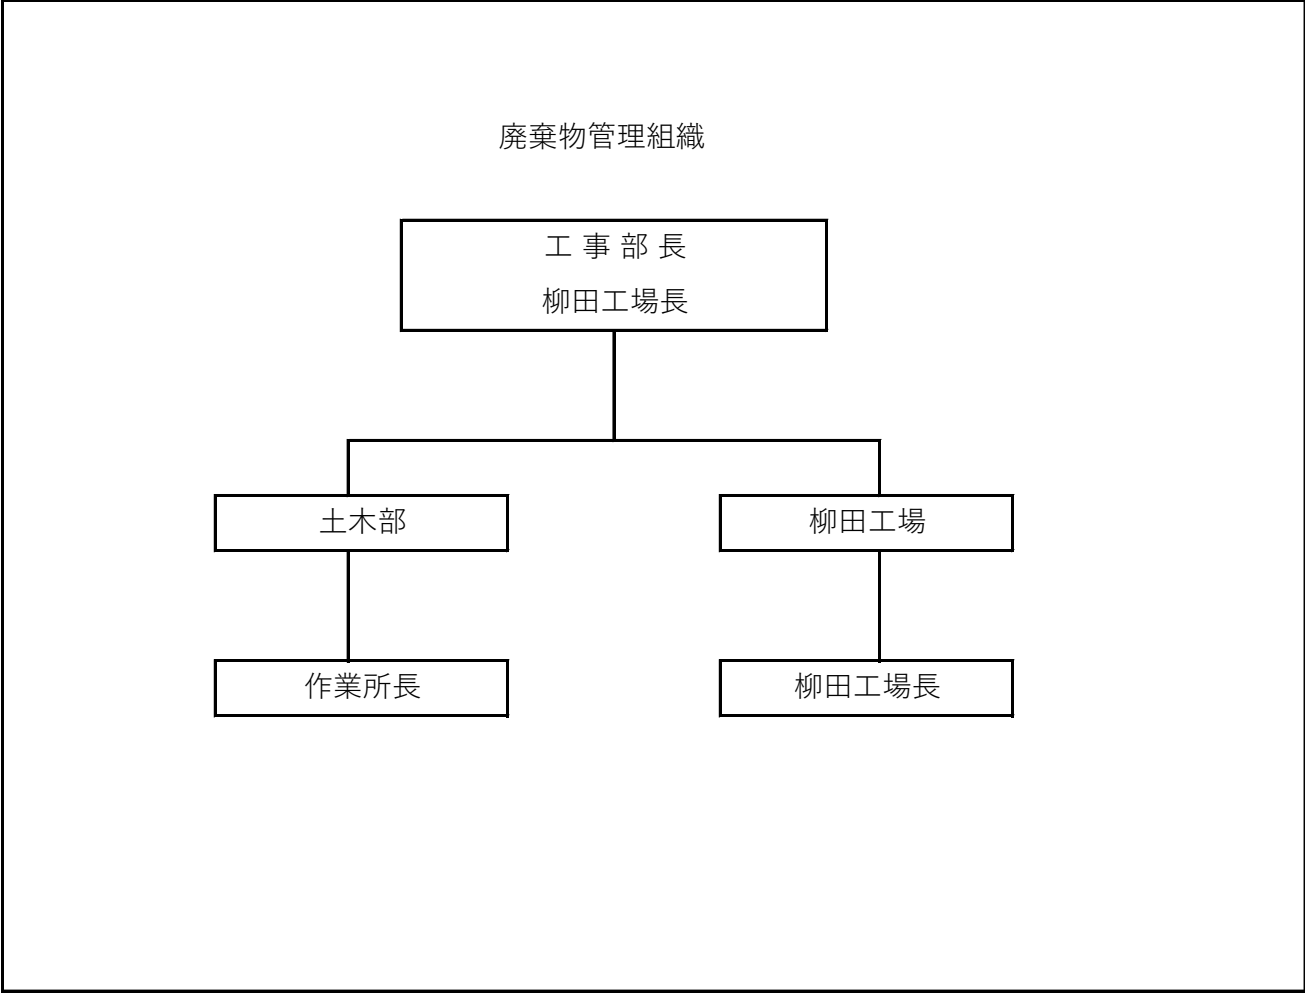 廃棄物管理組織
工 事 部 長
柳田工場長
土木部
柳田工場
作業所長
柳田工場長